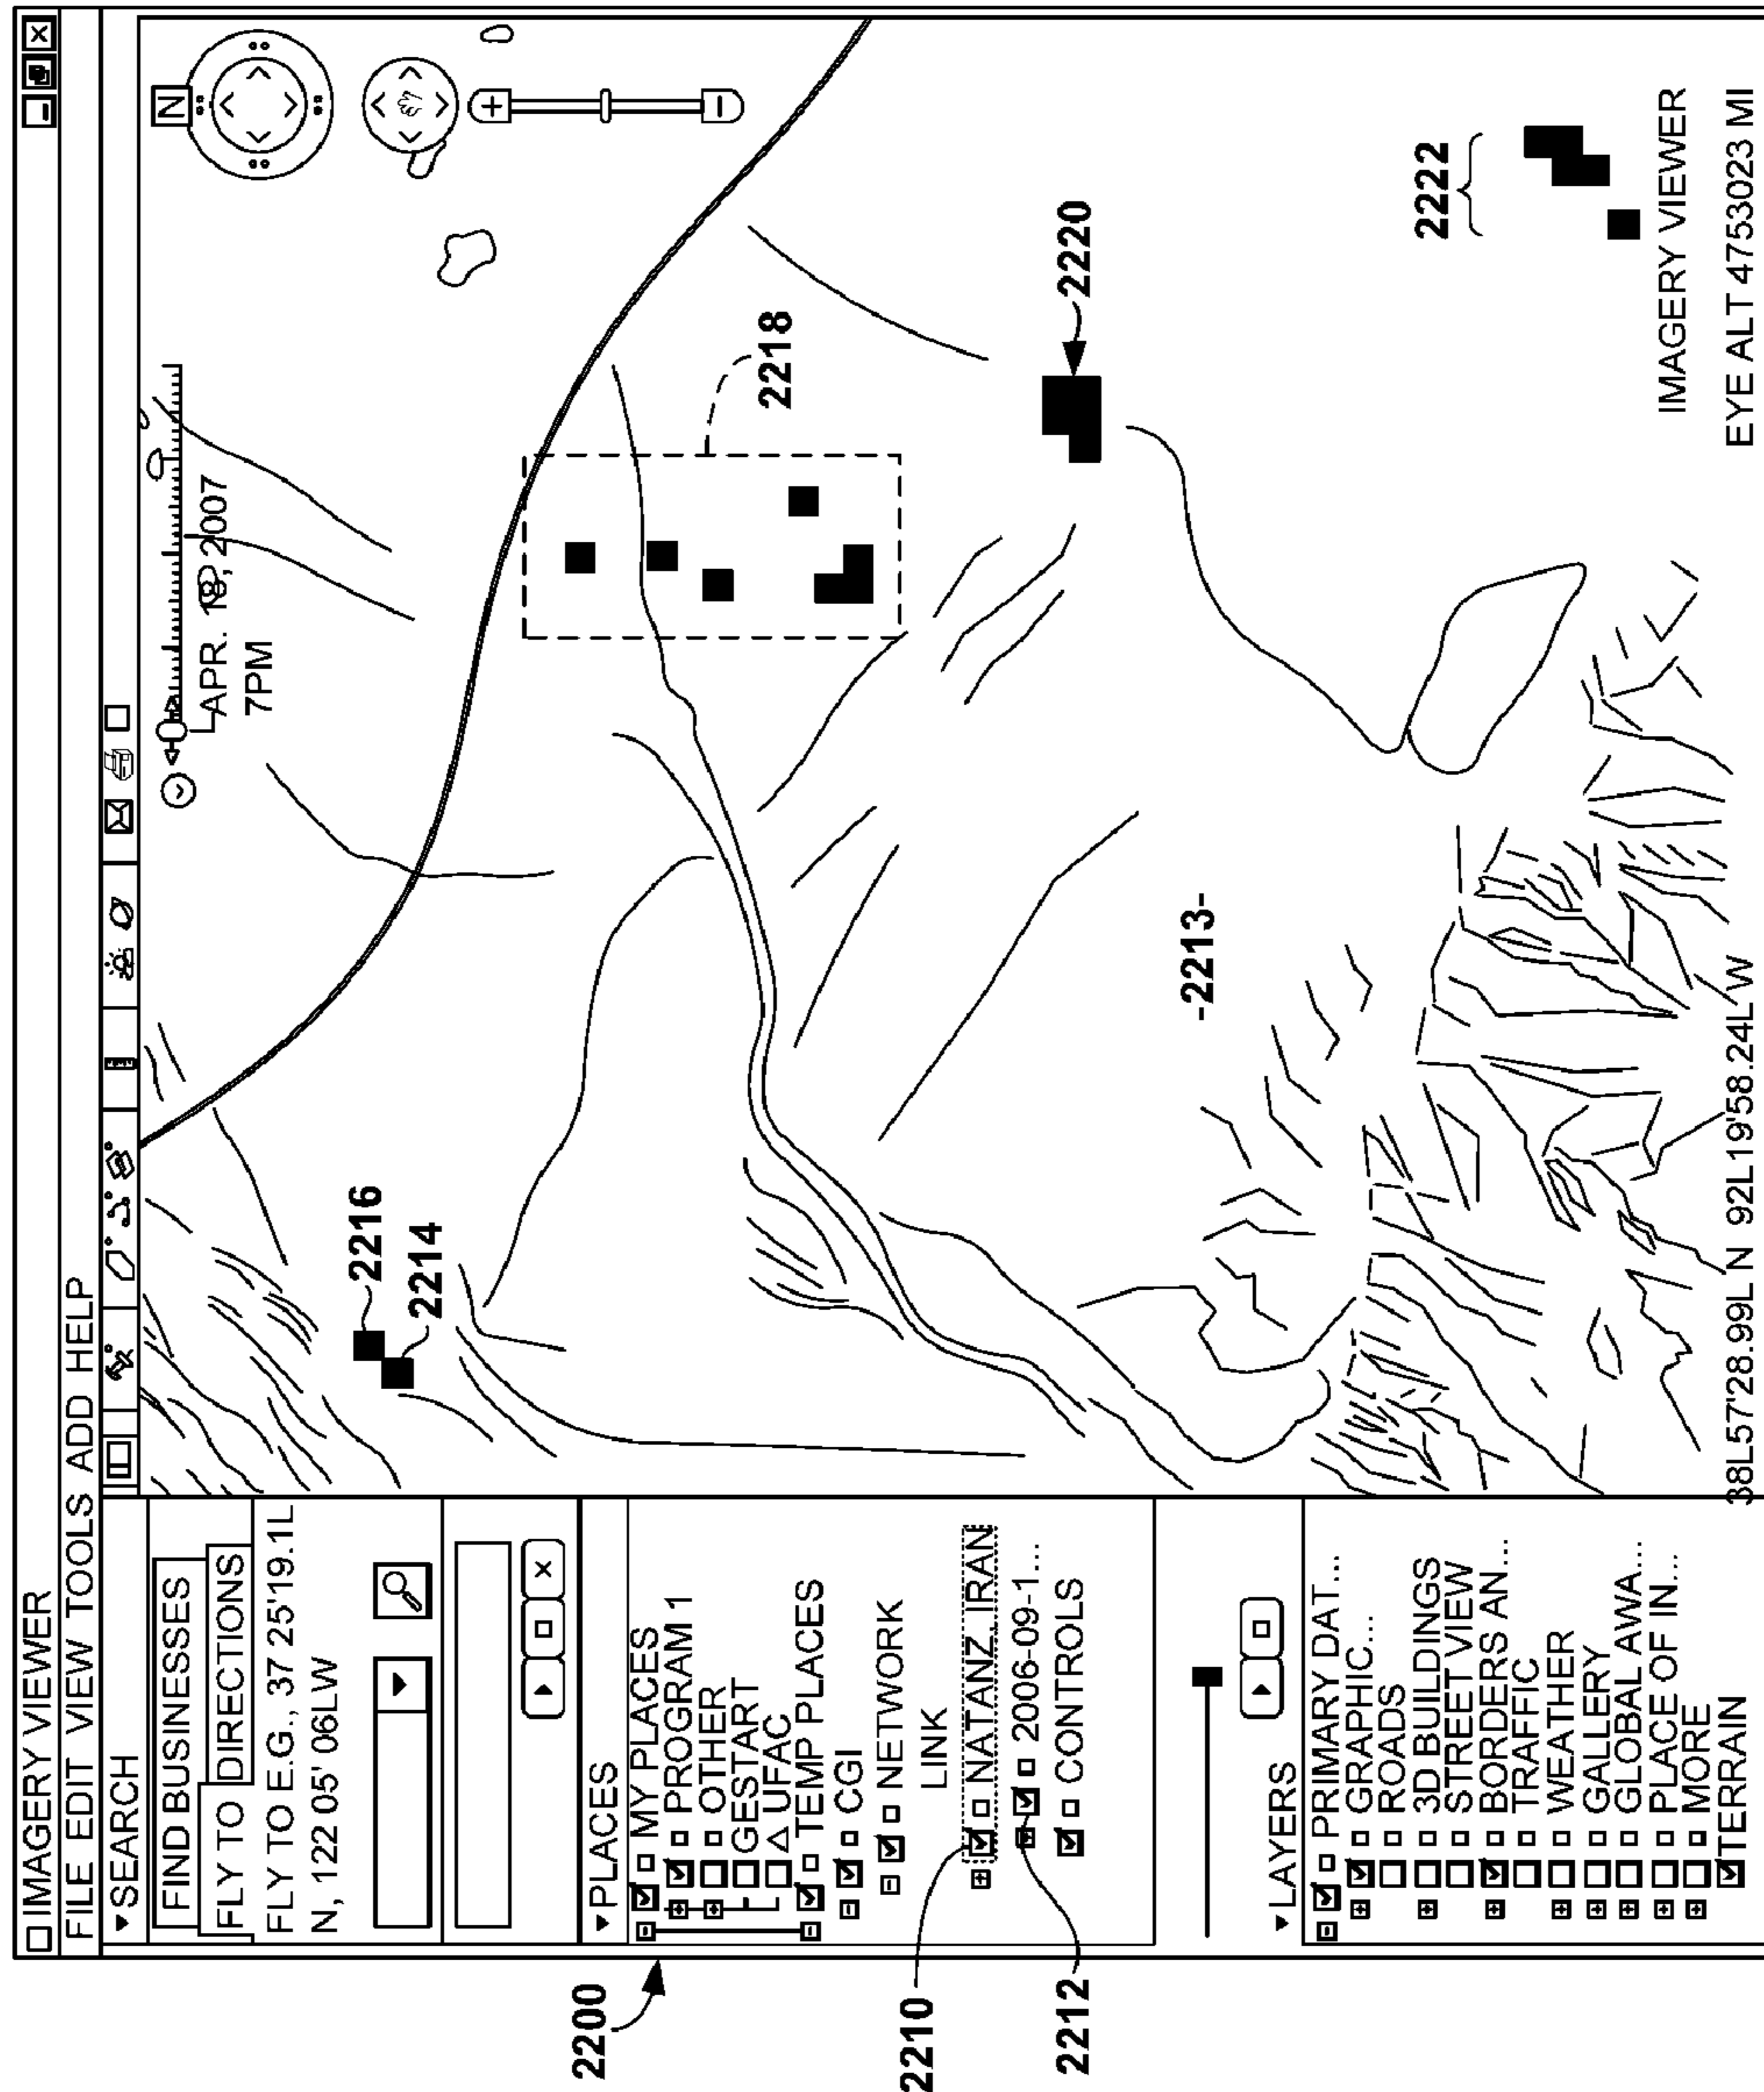 IMAGERY VIEWER
FILE EDIT VIEW TOOLS ADD HELP
SEARCH
FIND BUSINESSES
FLY TO DIRECTIONS
FLY TO E.G., 37 25'19.1L
N, 122 05' 06LW
PLACES
MY PLACES
PROGRAM 1
OTHER
GESTART
UFAC
TEMP PLACES
CGI
NETWORK
LINK
NATANZ, IRAN
2006-09-1...
CONTROLS
LAYERS
PRIMARY DAT...
GRAPHIC...
ROADS
3D BUILDINGS
STREET VIEW
BORDERS AN...
TRAFFIC
WEATHER
GALLERY
GLOBAL AWA...
PLACE OF IN...
MORE
TERRAIN
2200
2210
2212
APR. 18, 2007
7PM
N
2216
2214
2218
2220
-2213-
2222
IMAGERY VIEWER
38L57'28.99L N 92L19'58.24L W
EYE ALT 4753023 MI